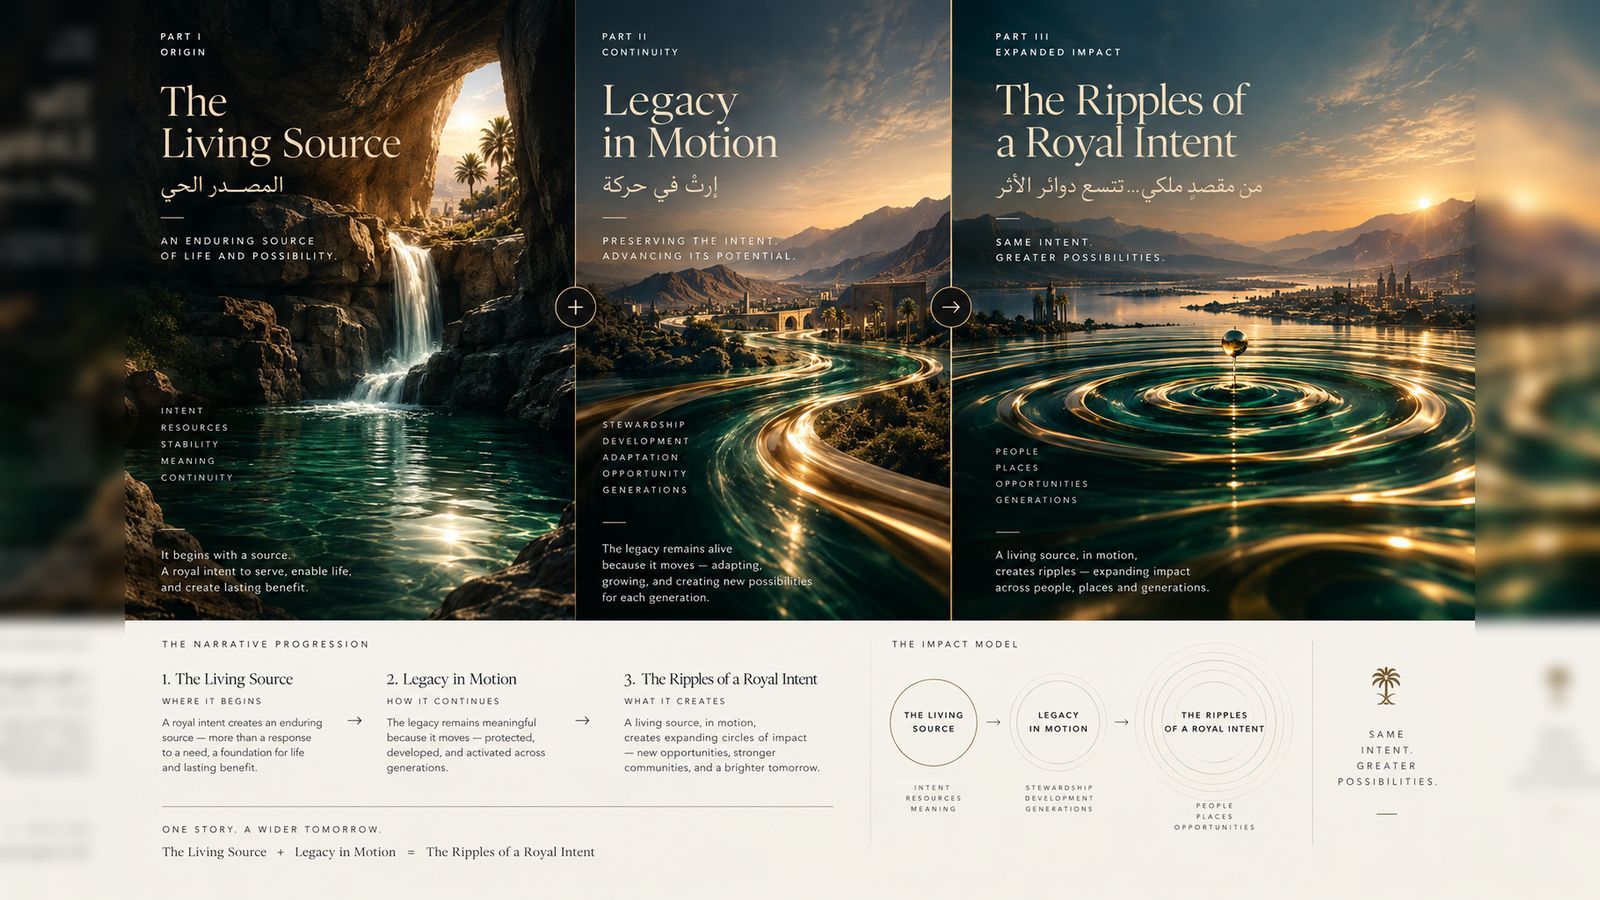 PART I
ORIGIN
The
Living Source
المصــدر الحي
AN ENDURING SOURCE
OF LIFE AND POSSIBILITY.
INTENT
RESOURCES
STABILITY
MEANING
CONTINUITY
It begins with a source.
A royal intent to serve, enable life,
and create lasting benefit.
PART II
CONTINUITY
Legacy
in Motion
إرثٌ في حركة
PRESERVING THE INTENT.
ADVANCING ITS POTENTIAL.
STEWARDSHIP
DEVELOPMENT
ADAPTATION
OPPORTUNITY
GENERATIONS
The legacy remains alive
because it moves — adapting,
growing, and creating new possibilities
for each generation.
PART III
EXPANDED IMPACT
The Ripples of
a Royal Intent
من مقصدٍ ملكي... تتسع دوائر الأثر
SAME INTENT.
GREATER POSSIBILITIES.
PEOPLE
PLACES
OPPORTUNITIES
GENERATIONS
A living source, in motion,
creates ripples — expanding impact
across people, places and generations.
THE NARRATIVE PROGRESSION
1. The Living Source
WHERE IT BEGINS
A royal intent creates an enduring
source — more than a response
to a need, a foundation for life
and lasting benefit.
2. Legacy in Motion
HOW IT CONTINUES
The legacy remains meaningful
because it moves — protected,
developed, and activated across
generations.
3. The Ripples of a Royal Intent
WHAT IT CREATES
A living source, in motion,
creates expanding circles of impact
— new opportunities, stronger
communities, and a brighter tomorrow.
ONE STORY. A WIDER TOMORROW.
The Living Source + Legacy in Motion = The Ripples of a Royal Intent
THE IMPACT MODEL
THE LIVING
SOURCE
INTENT
RESOURCES
MEANING
LEGACY
IN MOTION
STEWARDSHIP
DEVELOPMENT
GENERATIONS
THE RIPPLES
OF A ROYAL INTENT
PEOPLE
PLACES
OPPORTUNITIES
SAME
INTENT.
GREATER
POSSIBILITIES.